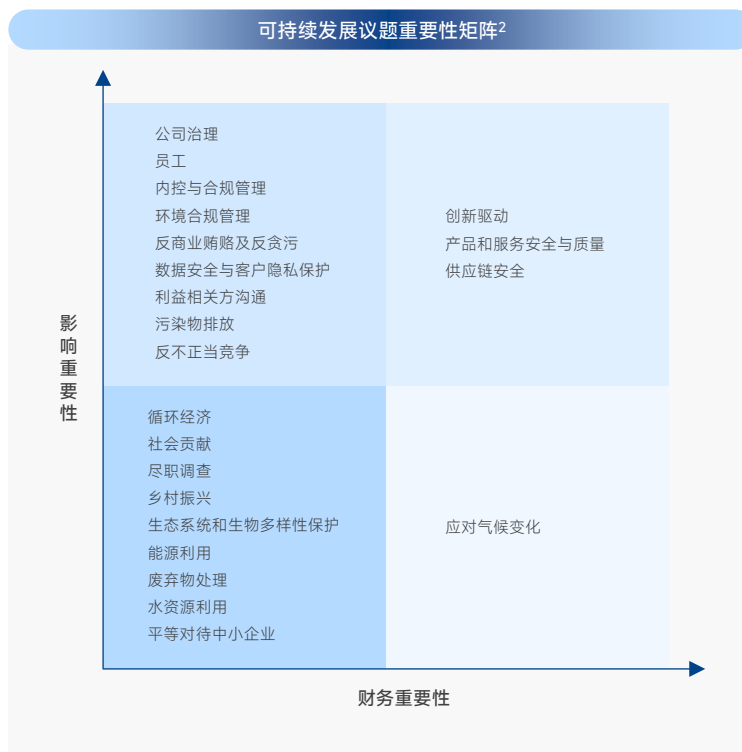 可持续发展议题重要性矩阵2
公司治理
员工
内控与合规管理
环境合规管理
反商业贿赂及反贪污
数据安全与客户隐私保护
利益相关方沟通
污染物排放
反不正当竞争
创新驱动
产品和服务安全与质量
供应链安全
影响重要性
循环经济
社会贡献
尽职调查
乡村振兴
生态系统和生物多样性保护
能源利用
废弃物处理
水资源利用
平等对待中小企业
应对气候变化
财务重要性